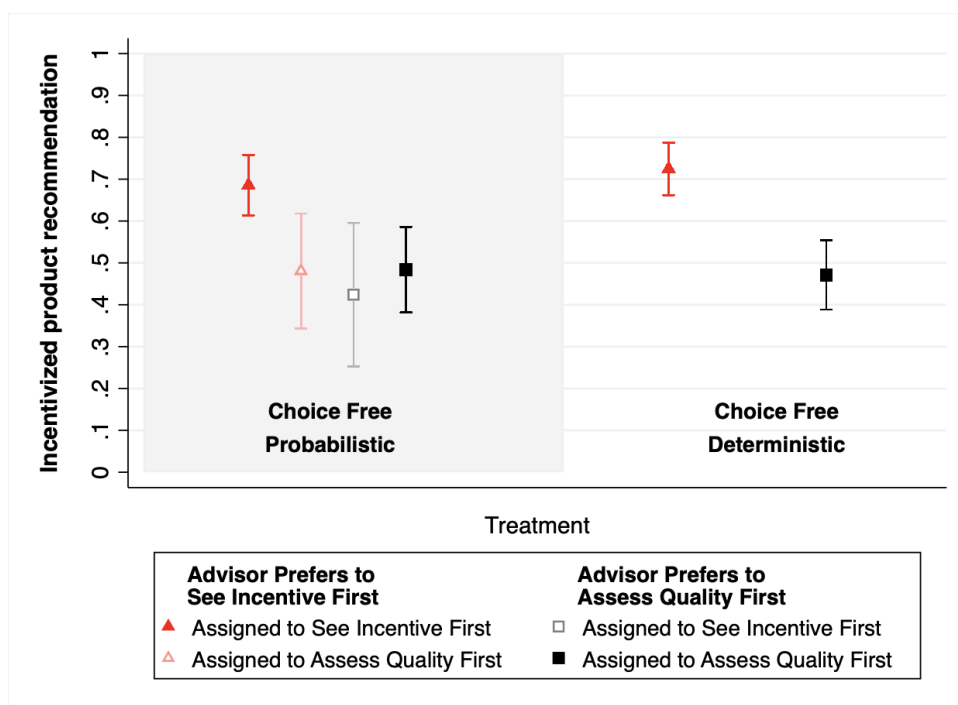 Incentivized product recommendation
1
.9
.8
.7
.6
.5
.4
.3
.2
.1
0
Choice Free
Probabilistic
Choice Free
Deterministic
Treatment
Advisor Prefers to
See Incentive First
Assigned to See Incentive First
Assigned to Assess Quality First
Advisor Prefers to
Assess Quality First
Assigned to See Incentive First
Assigned to Assess Quality First